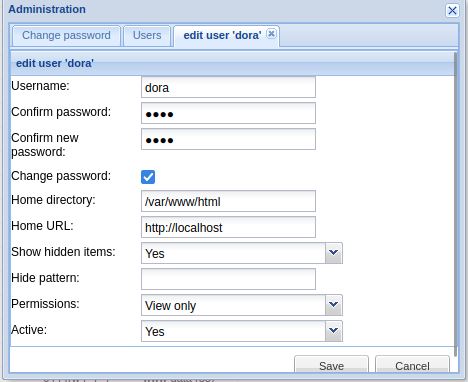 Administration
Change password Users edit user 'dora'
edit user 'dora'
Username: dora
Confirm password: ●●●●
Confirm new
password: ●●●●
Change password:
Home directory: /var/www/html
Home URL: http://localhost
Show hidden items: Yes
Hide pattern:
Permissions: View only
Active: Yes
Save Cancel